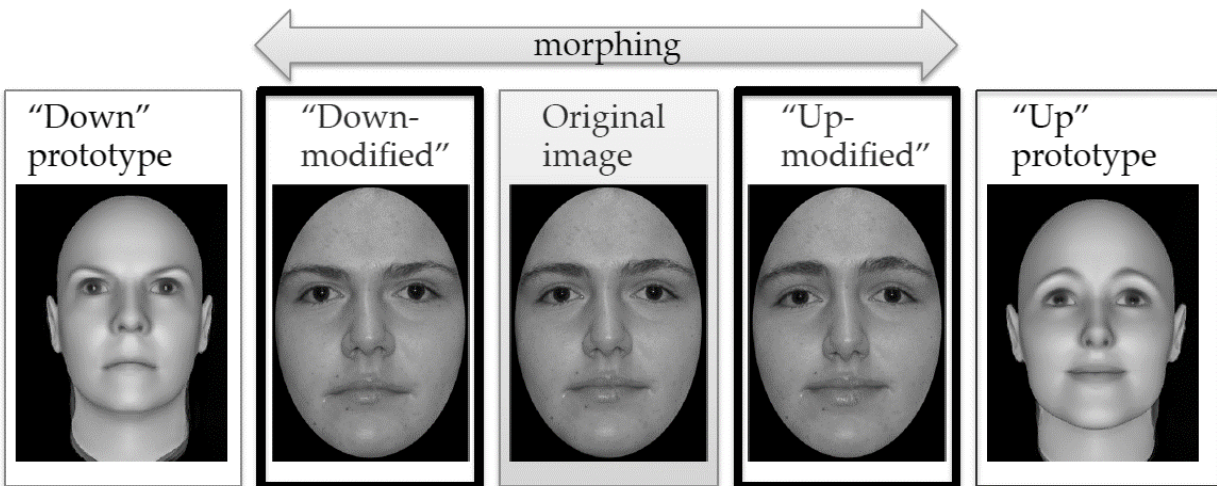 morphing
“Down”
prototype
“Down-
modified”
Original
image
“Up-
modified”
“Up”
prototype